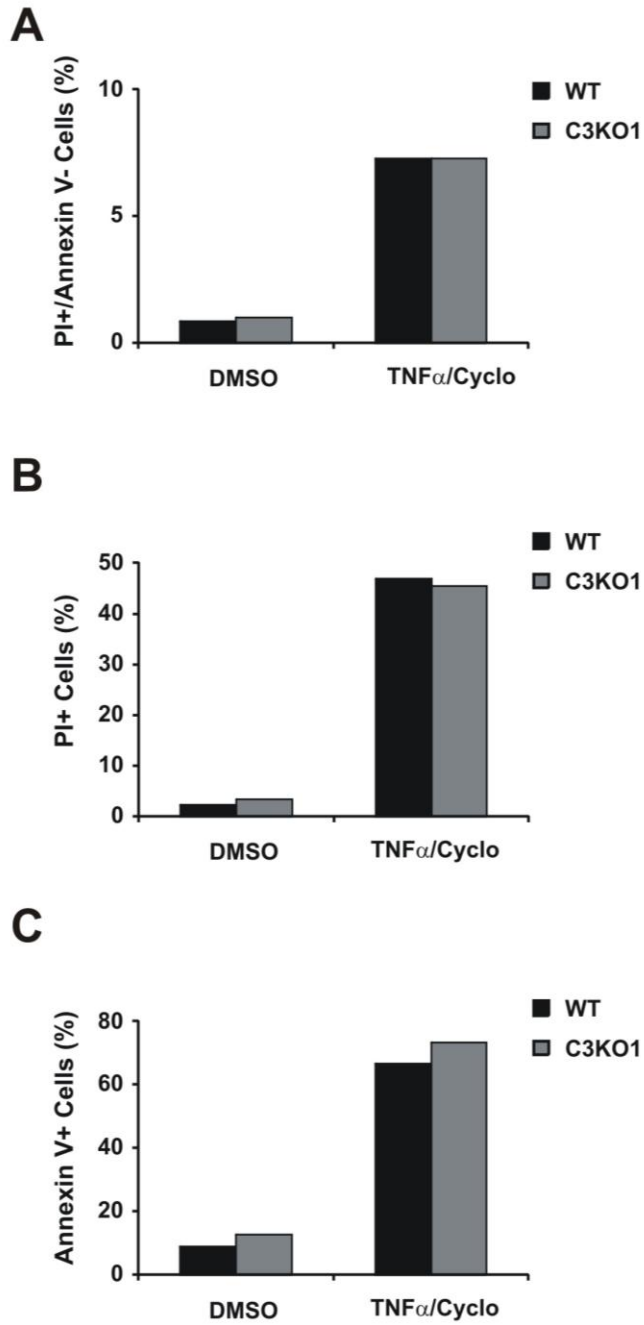 A
PI+/Annexin V- Cells (%)
10
5
0
WT
C3KO1
DMSO
TNFα/Cyclo
B
PI+ Cells (%)
50
40
30
20
10
0
WT
C3KO1
DMSO
TNFα/Cyclo
C
Annexin V+ Cells (%)
80
60
40
20
0
WT
C3KO1
DMSO
TNFα/Cyclo